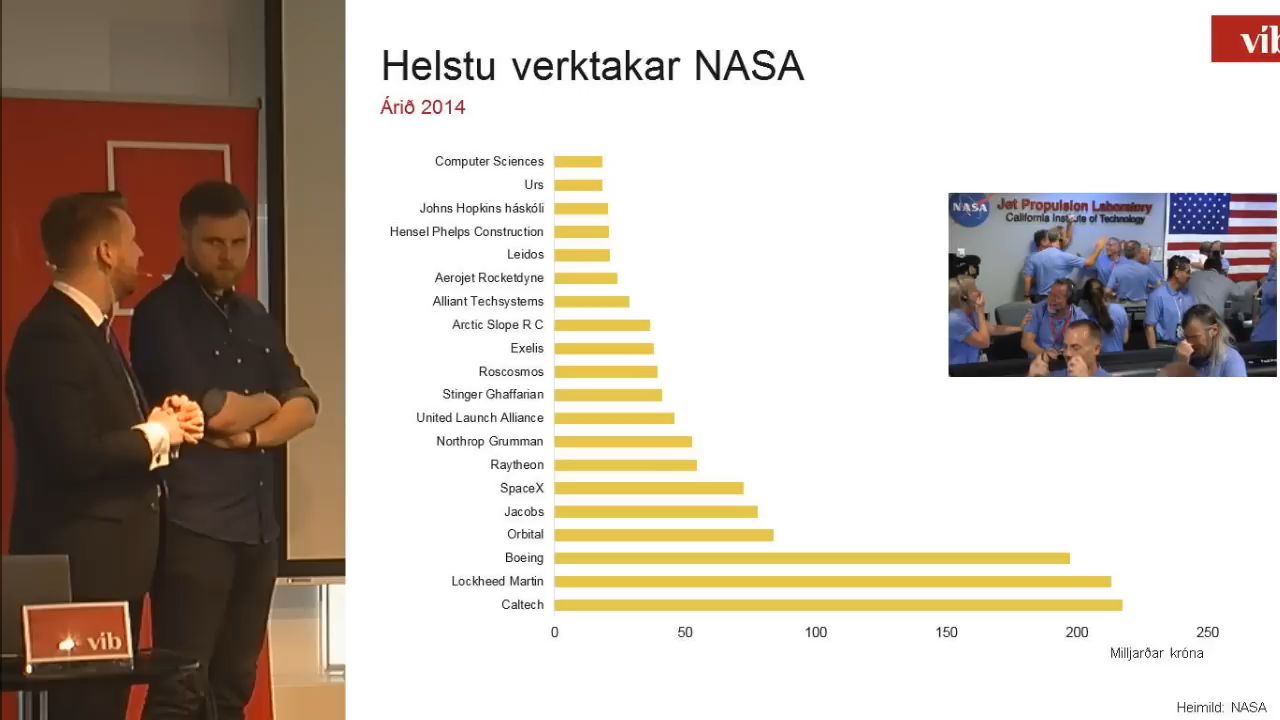 víb
Helstu verktakar NASA
Árið 2014
Computer Sciences
Urs
Johns Hopkins háskóli
Hensel Phelps Construction
Leidos
Aerojet Rocketdyne
Alliant Techsystems
Arctic Slope R C
Exelis
Roscosmos
Stinger Ghaffarian
United Launch Alliance
Northrop Grumman
Raytheon
SpaceX
Jacobs
Orbital
Boeing
Lockheed Martin
Caltech
0 50 100 150 200 250
Milljarðar króna
Heimild: NASA
NASA
Jet Propulsion Laboratory
California Institute of Technology
víb